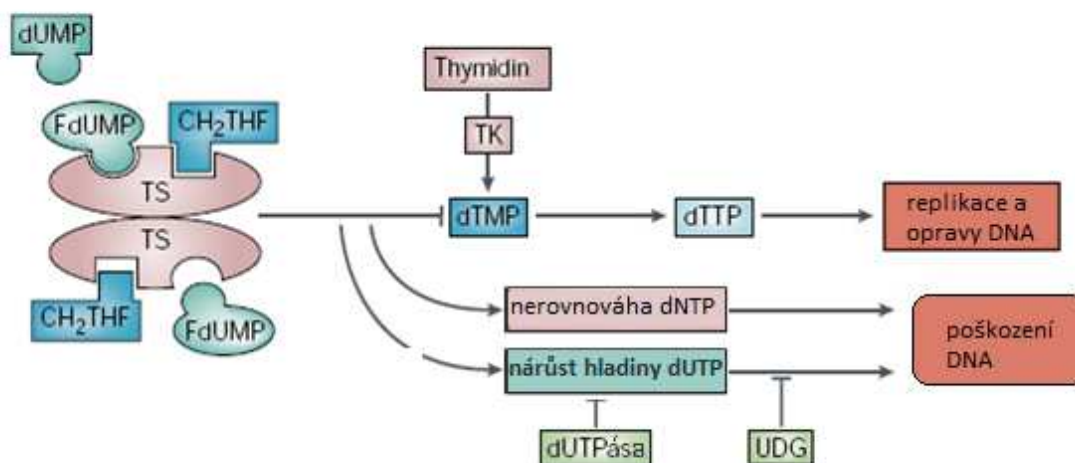 dUMP
FdUMP
CH₂THF
TS
TS
CH₂THF
FdUMP
Thymidin
TK
dTMP
dTTP
replikace a
opravy DNA
nerovnováha dNTP
nárůst hladiny dUTP
poškození
DNA
dUTPása
UDG